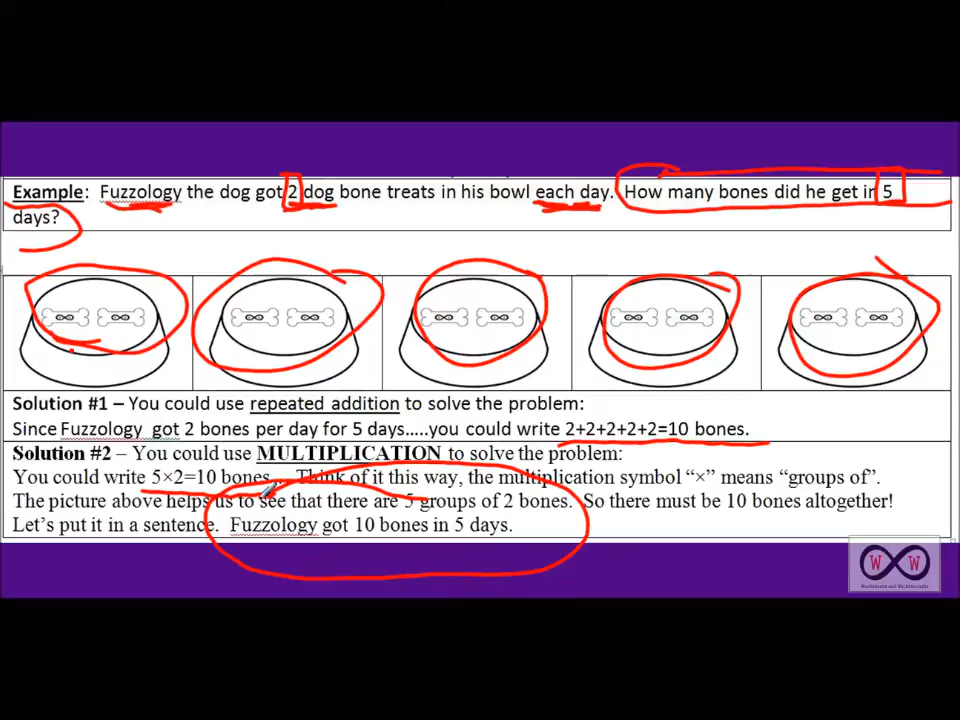 Example: Fuzzology the dog got 2 dog bone treats in his bowl each day. How many bones did he get in 5
days?
Solution #1 – You could use repeated addition to solve the problem:
Since Fuzzology got 2 bones per day for 5 days.....you could write 2+2+2+2+2=10 bones.
Solution #2 – You could use MULTIPLICATION to solve the problem:
You could write 5×2=10 bones... Think of it this way, the multiplication symbol “×” means “groups of”.
The picture above helps us to see that there are 5 groups of 2 bones. So there must be 10 bones altogether!
Let’s put it in a sentence. Fuzzology got 10 bones in 5 days.
W W